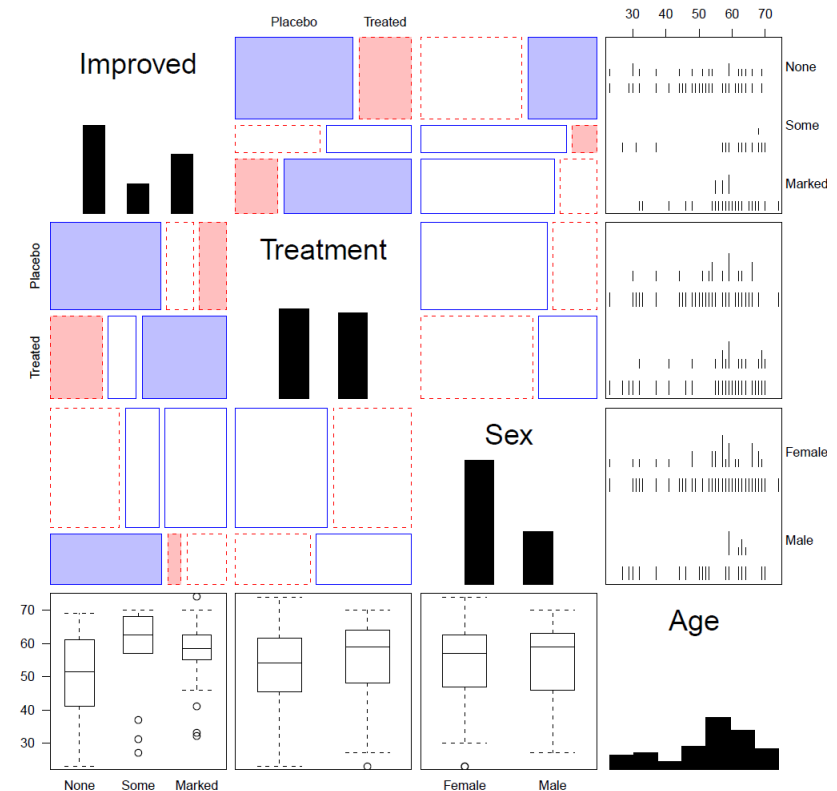 Placebo Treated
30 40 50 60 70
Improved
None
Some
Marked
Placebo
Treatment
Treated
Sex
Female
Male
70
60
50
40
30
Age
None Some Marked
Female Male